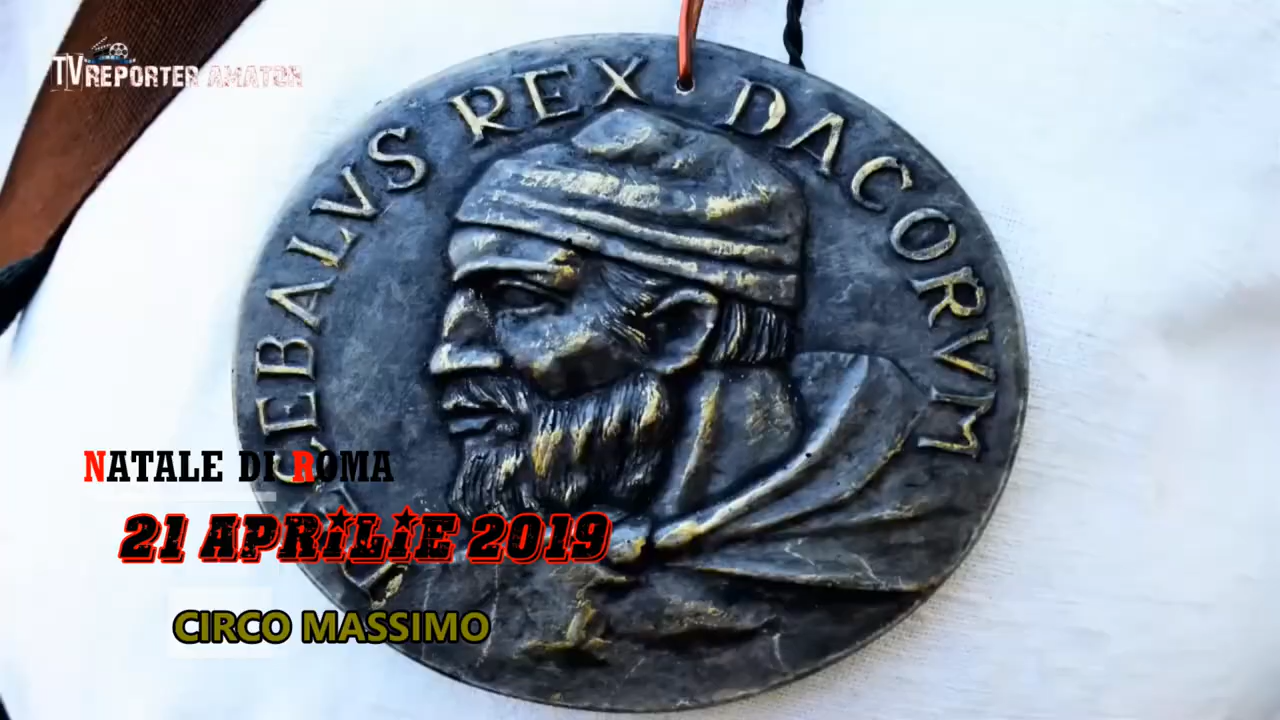 TVREPORTER AMATOR
DECEBALVS REX DACORVM
NATALE DI ROMA
21 APRILIE 2019
CIRCO MASSIMO